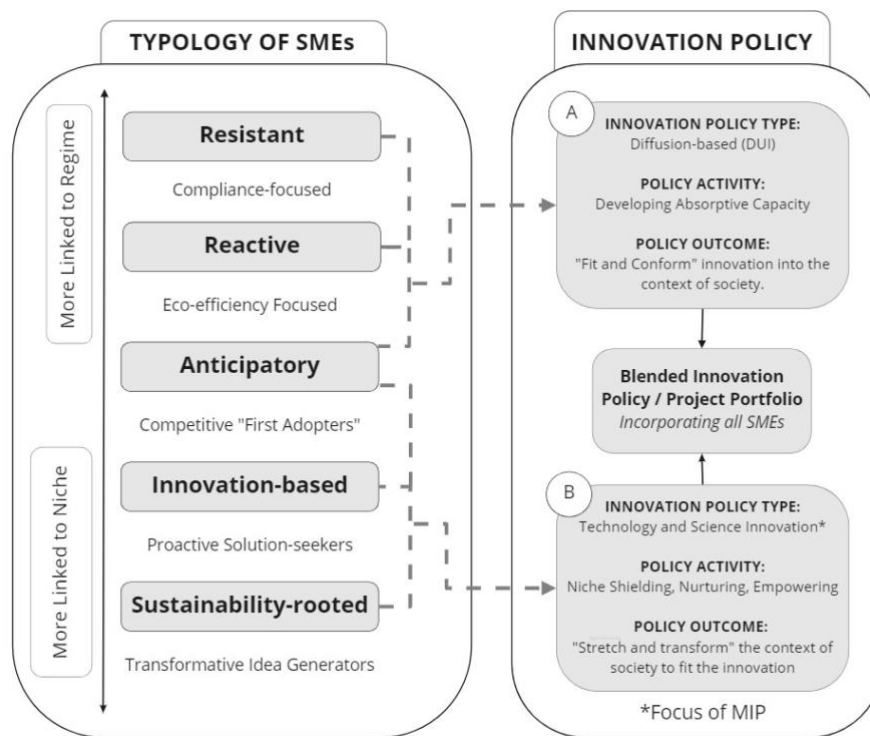 TYPOLOGY OF SMEs
More Linked to Regime
More Linked to Niche
Resistant
Compliance-focused
Reactive
Eco-efficiency Focused
Anticipatory
Competitive "First Adopters"
Innovation-based
Proactive Solution-seekers
Sustainability-rooted
Transformative Idea Generators
INNOVATION POLICY
A
INNOVATION POLICY TYPE:
Diffusion-based (DUI)
POLICY ACTIVITY:
Developing Absorptive Capacity
POLICY OUTCOME:
"Fit and Conform" innovation into the
context of society.
Blended Innovation
Policy / Project Portfolio
Incorporating all SMEs
B
INNOVATION POLICY TYPE:
Technology and Science Innovation*
POLICY ACTIVITY:
Niche Shielding, Nurturing, Empowering
POLICY OUTCOME:
"Stretch and transform" the context of
society to fit the innovation
*Focus of MIP